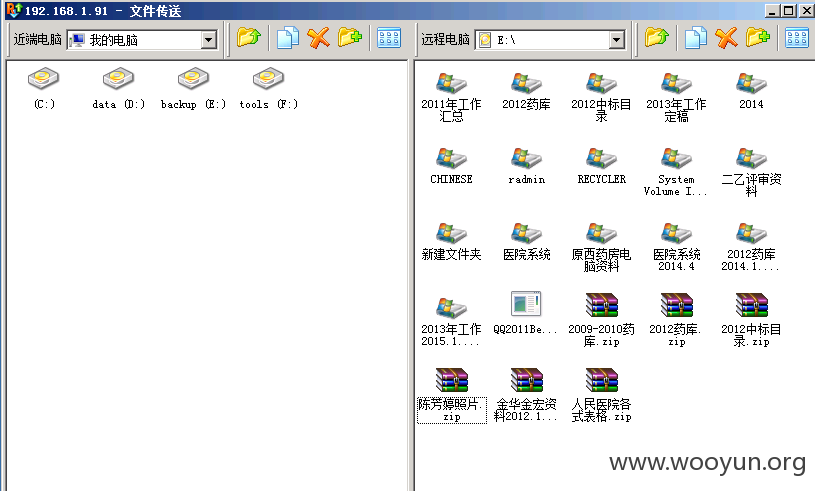 192.168.1.91 - 文件传送
近端电脑 我的电脑
远程电脑 E:\
(C:)
data (D:)
backup (E:)
tools (F:)
2011年工作
汇总
2012药库
2012中标目
录
2013年工作
定稿
2014
CHINESE
radmin
RECYCLER
System
Volume I...
二乙评审资
料
新建文件夹
医院系统
原西药房电
脑资料
医院系统
2014.4
2012药库
2014.1....
2013年工作
2015.1....
QQ2011Be...
2009-2010药
库.zip
2012药库.
zip
2012中标目
录.zip
陈芳婷照片.
zip
金华金宏资
料2012.1...
人民医院各
式表格.zip
www.wooyun.org